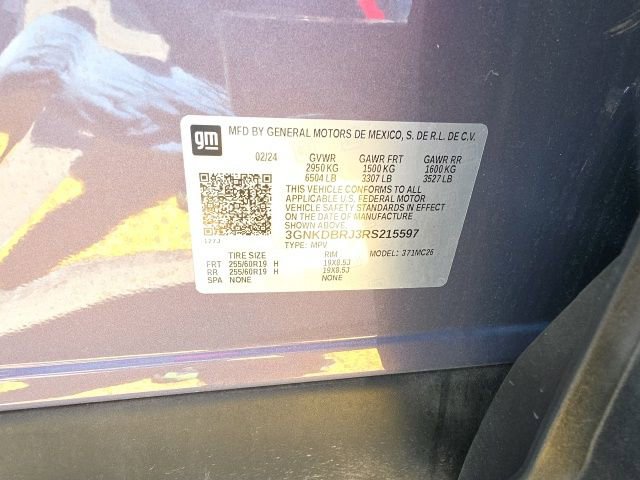 gm MFD BY GENERAL MOTORS DE MEXICO, S. DE R.L. DE C.V.
02/24 GVWR GAWR FRT GAWR RR
2950 KG 1500 KG 1600 KG
6504 LB 3307 LB 3527 LB
THIS VEHICLE CONFORMS TO ALL
APPLICABLE U.S. FEDERAL MOTOR
VEHICLE SAFETY STANDARDS IN EFFECT
ON THE DATE OF MANUFACTURE SHOWN ABOVE.
3GNKDBRJ3RS215597
TYPE: MPV MODEL: 371MC26
TIRE SIZE RIM
FRT 255/60R19 H 19X8.5J
RR 255/60R19 H 19X8.5J
SPA NONE NONE